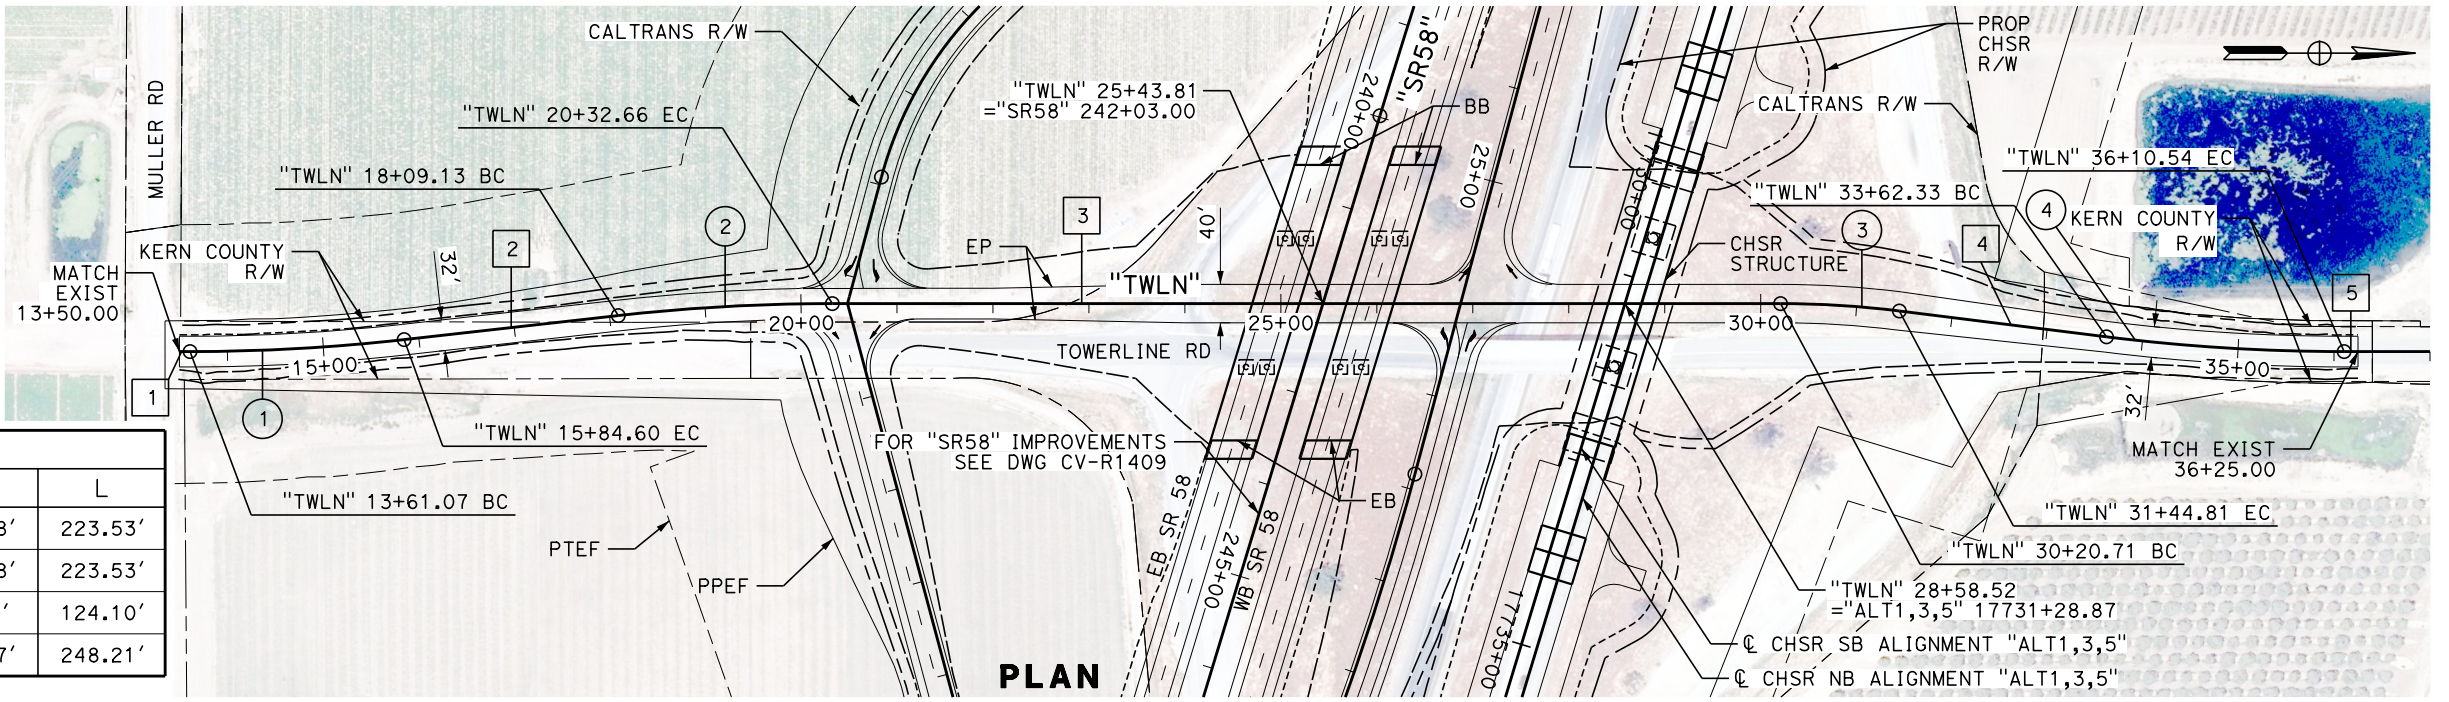 CALTRANS R/W
"TWLN" 20+32.66 EC
"TWLN" 18+09.13 BC
MULLER RD
KERN COUNTY
R/W
MATCH
EXIST
13+50.00
32'
2
2
1
1
15+00
20+00
"TWLN" 15+84.60 EC
"TWLN" 13+61.07 BC
L
223.53'
223.53'
124.10'
248.21'
8'
8'
'
7'
PTEF
PPEF
"TWLN" 25+43.81
="SR58" 242+03.00
3
EP
40'
"TWLN"
25+00
30+00
TOWERLINE RD
FOR "SR58" IMPROVEMENTS
SEE DWG CV-R1409
EB SR 58
245+00
WB SR 58
EB
PLAN
240+00
"SR58"
BB
25+00
17735+00
CHSR
STRUCTURE
PROP
CHSR
R/W
CALTRANS R/W
"TWLN" 36+10.54 EC
"TWLN" 33+62.33 BC
3
4
4
KERN COUNTY
R/W
5
35+00
32'
MATCH EXIST
36+25.00
"TWLN" 31+44.81 EC
"TWLN" 30+20.71 BC
"TWLN" 28+58.52
="ALT1,3,5" 17731+28.87
℄ CHSR SB ALIGNMENT "ALT1,3,5"
℄ CHSR NB ALIGNMENT "ALT1,3,5"